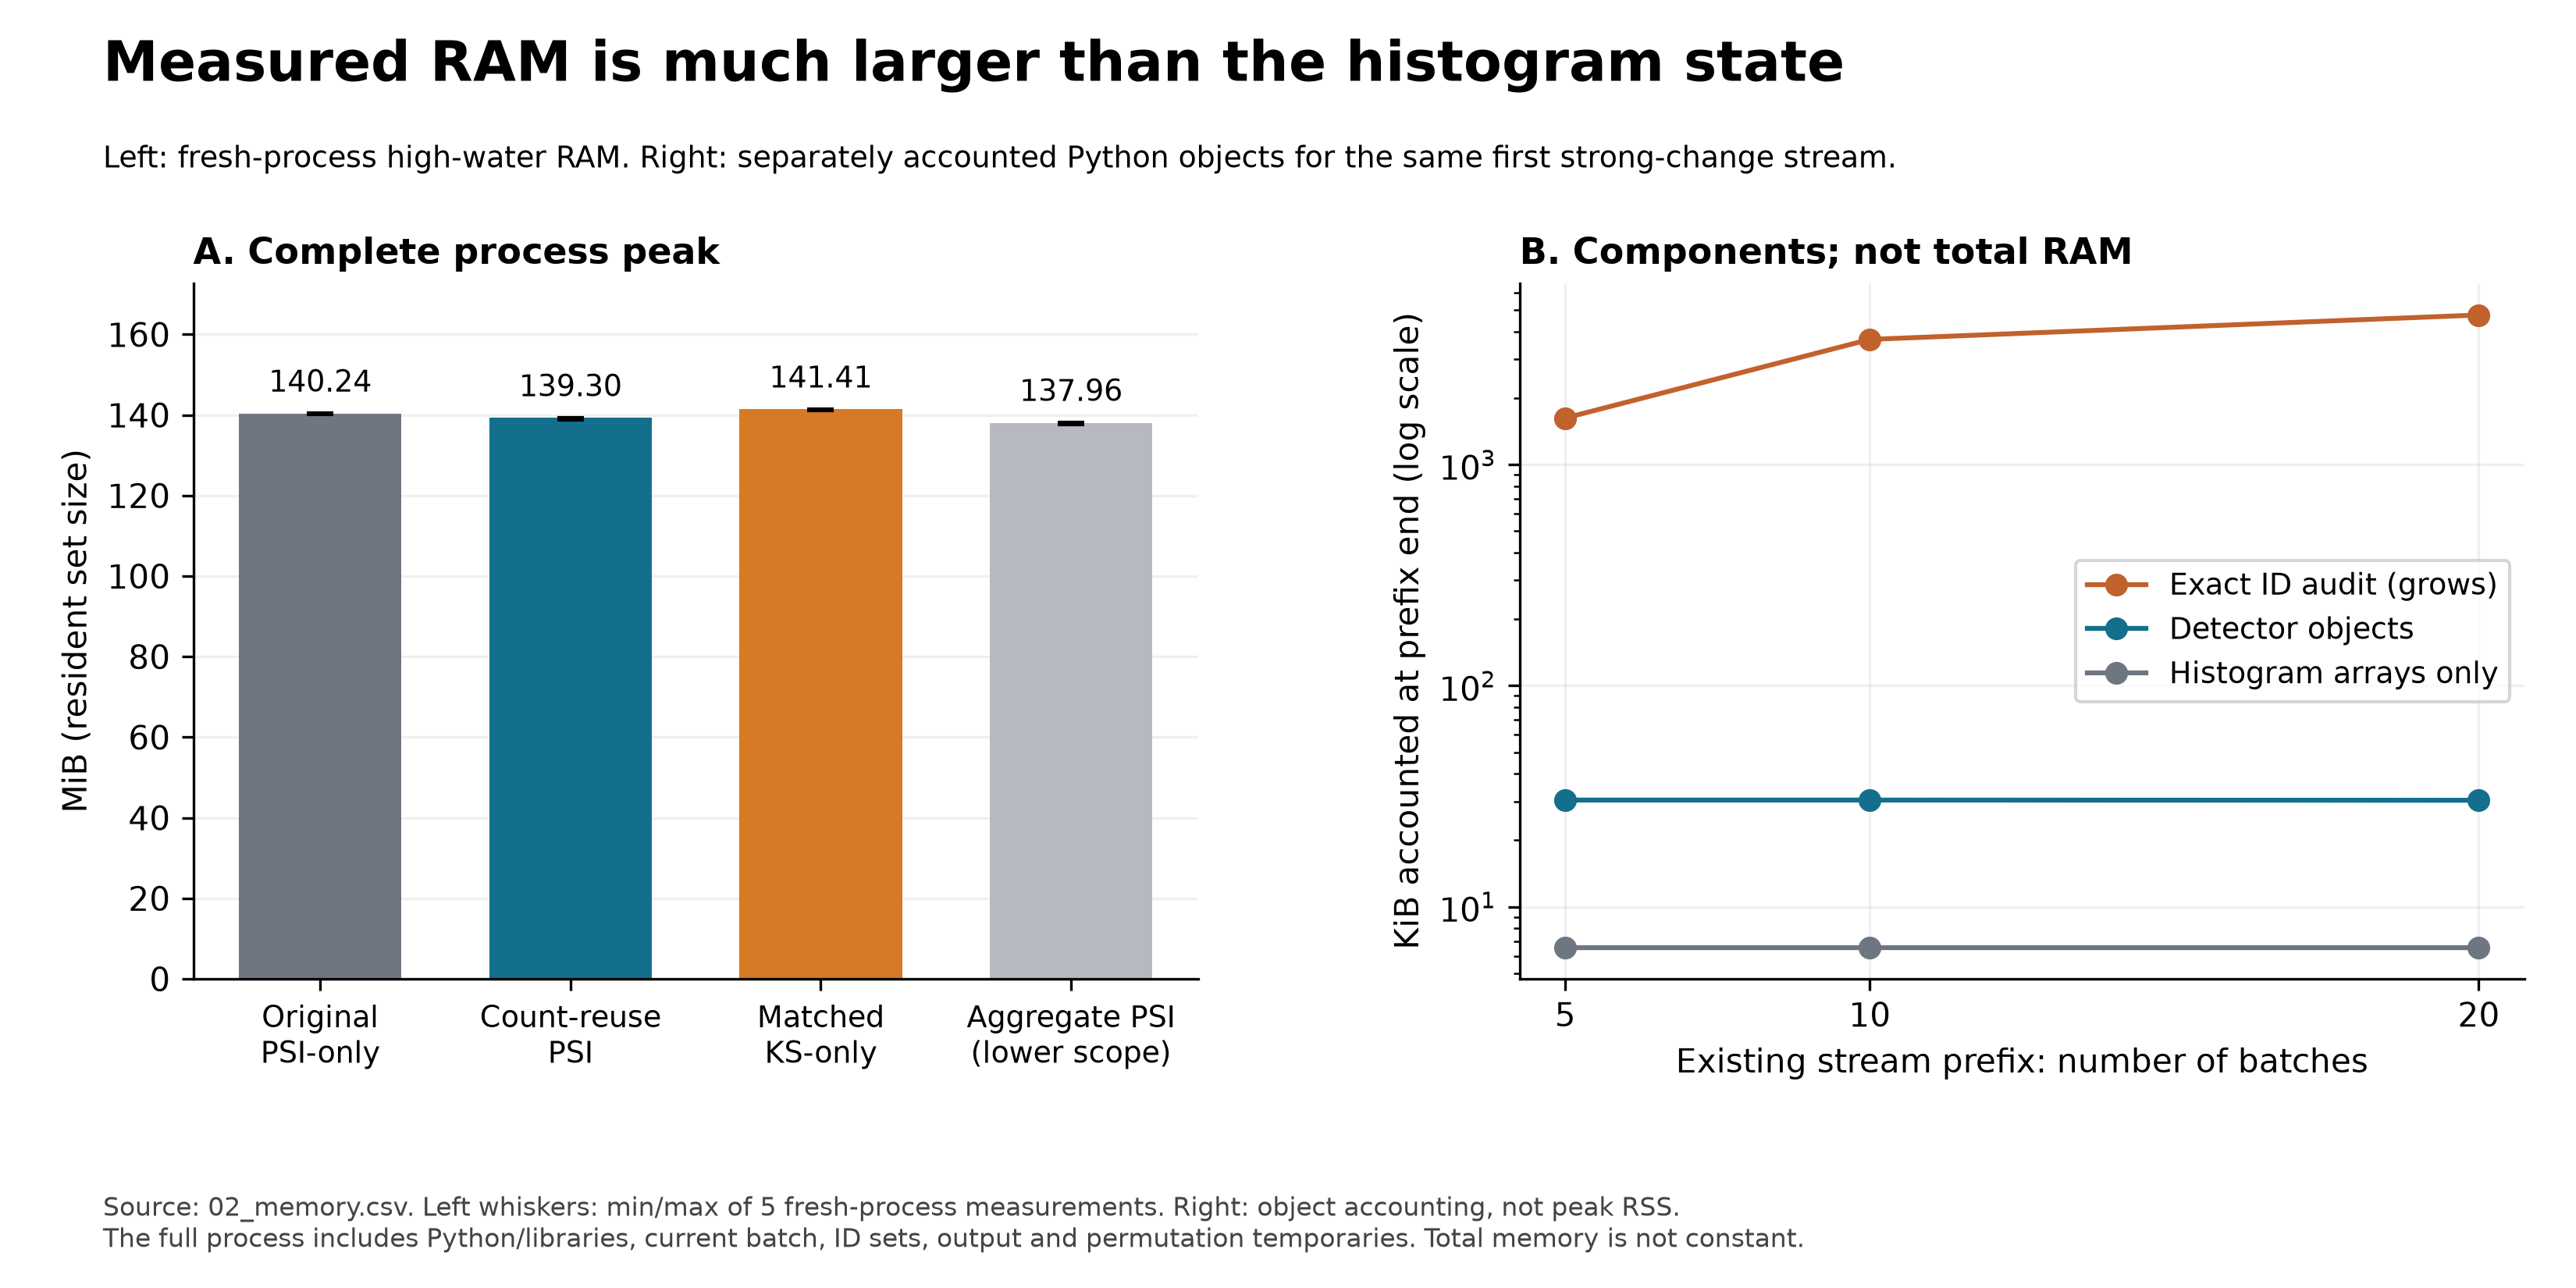 Measured RAM is much larger than the histogram state
Left: fresh-process high-water RAM. Right: separately accounted Python objects for the same first strong-change stream.
A. Complete process peak
MiB (resident set size)
160
140
120
100
80
60
40
20
0
140.24
139.30
141.41
137.96
Original
PSI-only
Count-reuse
PSI
Matched
KS-only
Aggregate PSI
(lower scope)
B. Components; not total RAM
KiB accounted at prefix end (log scale)
10³
10²
10¹
Exact ID audit (grows)
Detector objects
Histogram arrays only
5
10
20
Existing stream prefix: number of batches
Source: 02_memory.csv. Left whiskers: min/max of 5 fresh-process measurements. Right: object accounting, not peak RSS.
The full process includes Python/libraries, current batch, ID sets, output and permutation temporaries. Total memory is not constant.